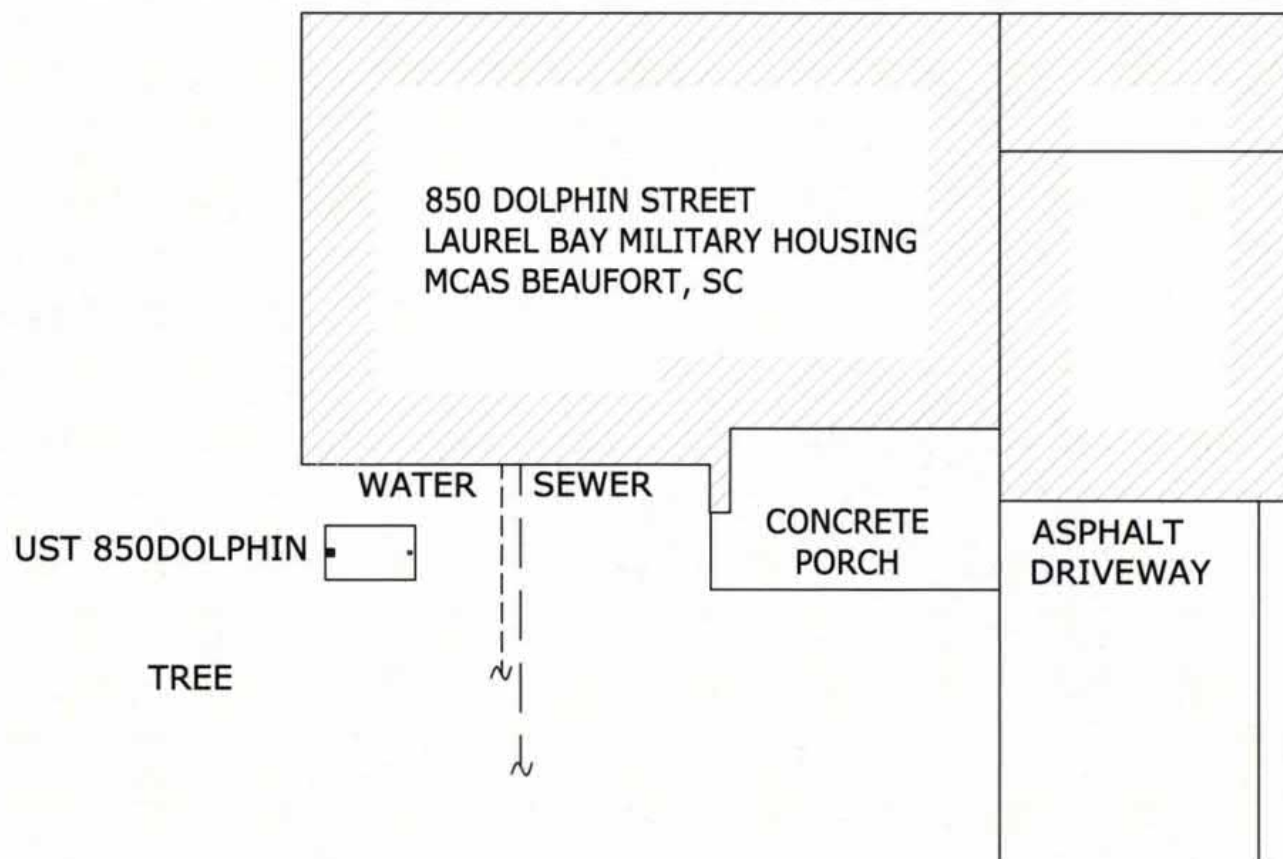 850 DOLPHIN STREET
LAUREL BAY MILITARY HOUSING
MCAS BEAUFORT, SC
WATER
SEWER
UST 850DOLPHIN
CONCRETE
PORCH
ASPHALT
DRIVEWAY
TREE